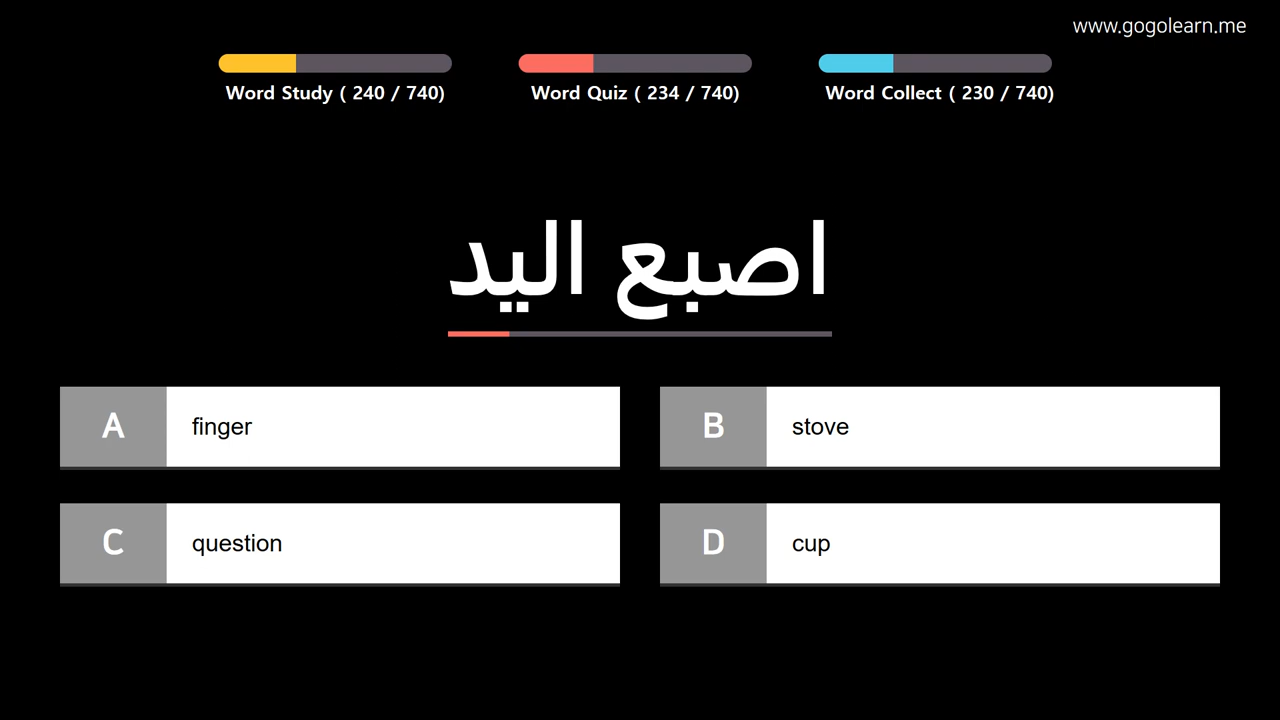 www.gogolearn.me
Word Study ( 240 / 740)
Word Quiz ( 234 / 740)
Word Collect ( 230 / 740)
اصبع اليد
A finger
B stove
C question
D cup